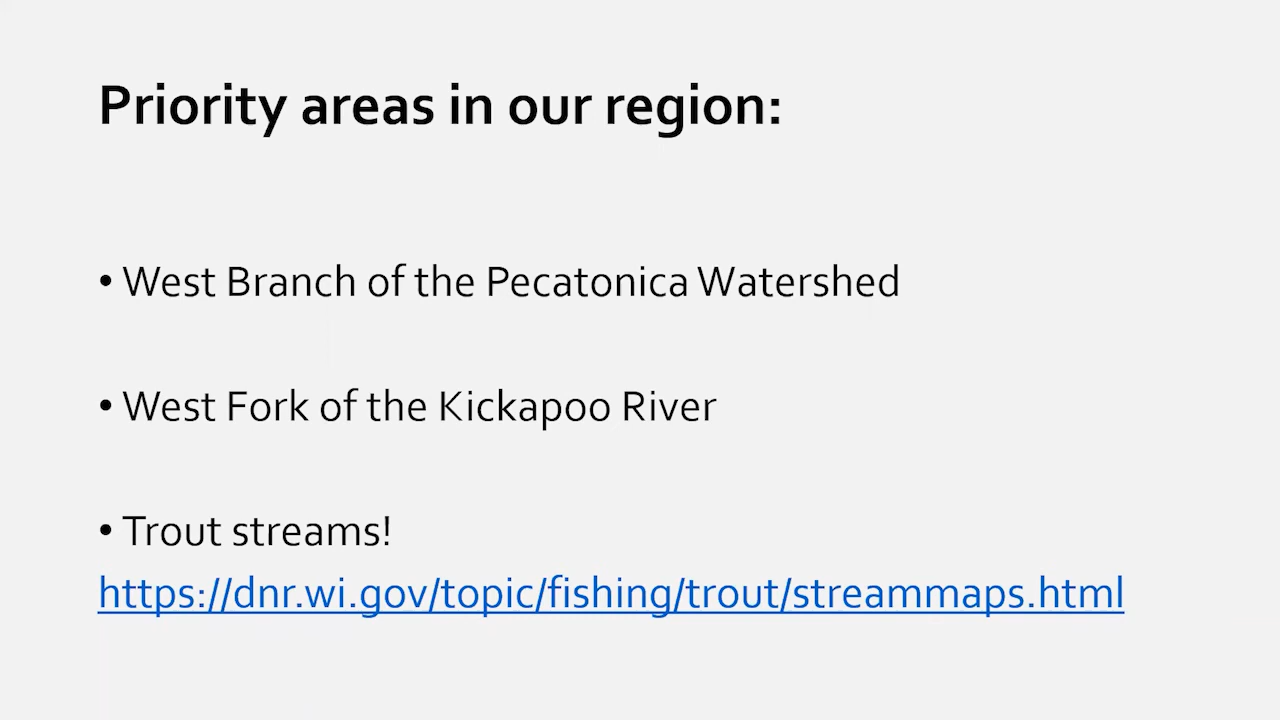 Priority areas in our region:
• West Branch of the Pecatonica Watershed
• West Fork of the Kickapoo River
• Trout streams!
https://dnr.wi.gov/topic/fishing/trout/streammaps.html